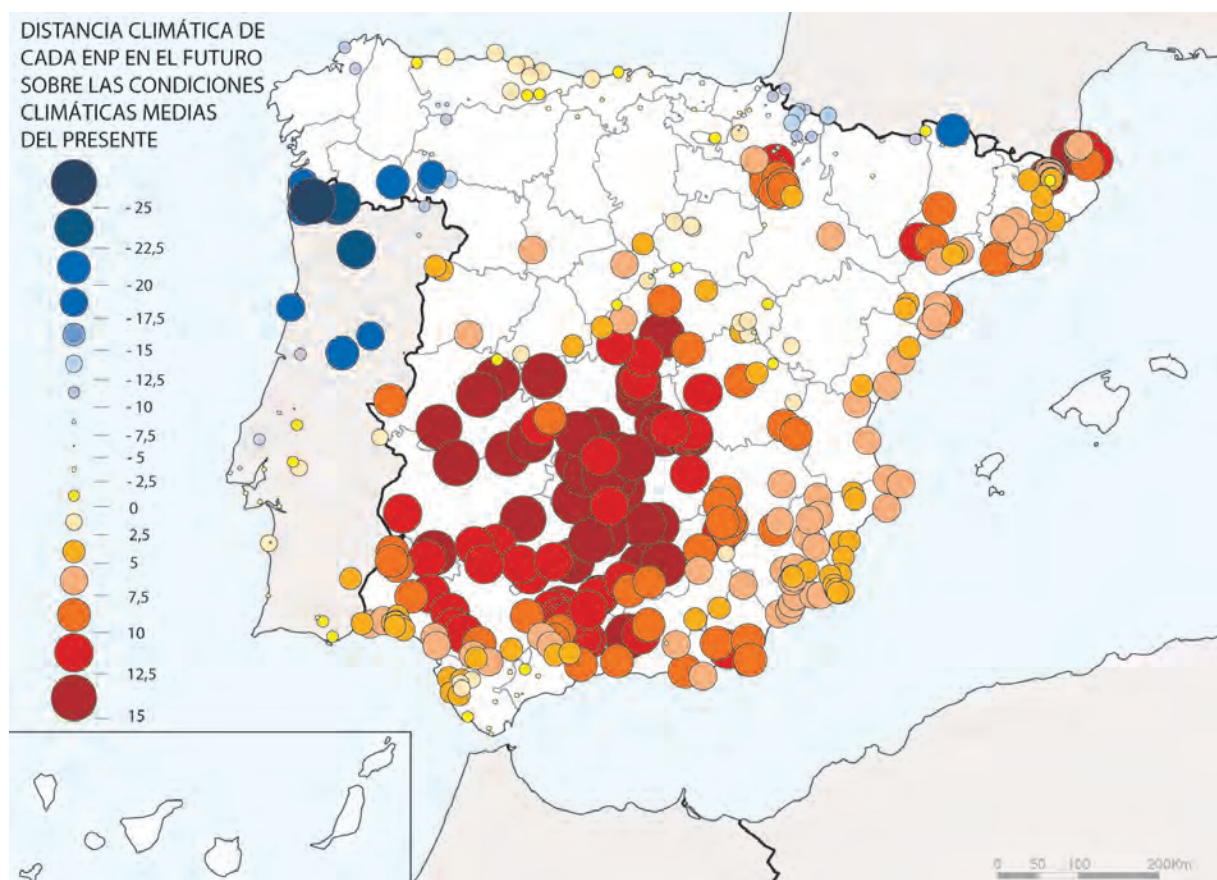 DISTANCIA CLIMÁTICA DE
CADA ENP EN EL FUTURO
SOBRE LAS CONDICIONES
CLIMÁTICAS MEDIAS
DEL PRESENTE
- 25
- 22,5
- 20
- 17,5
- 15
- 12,5
- 10
- 7,5
- 5
- 2,5
0
2,5
5
7,5
10
12,5
15
0 50 100 200Km